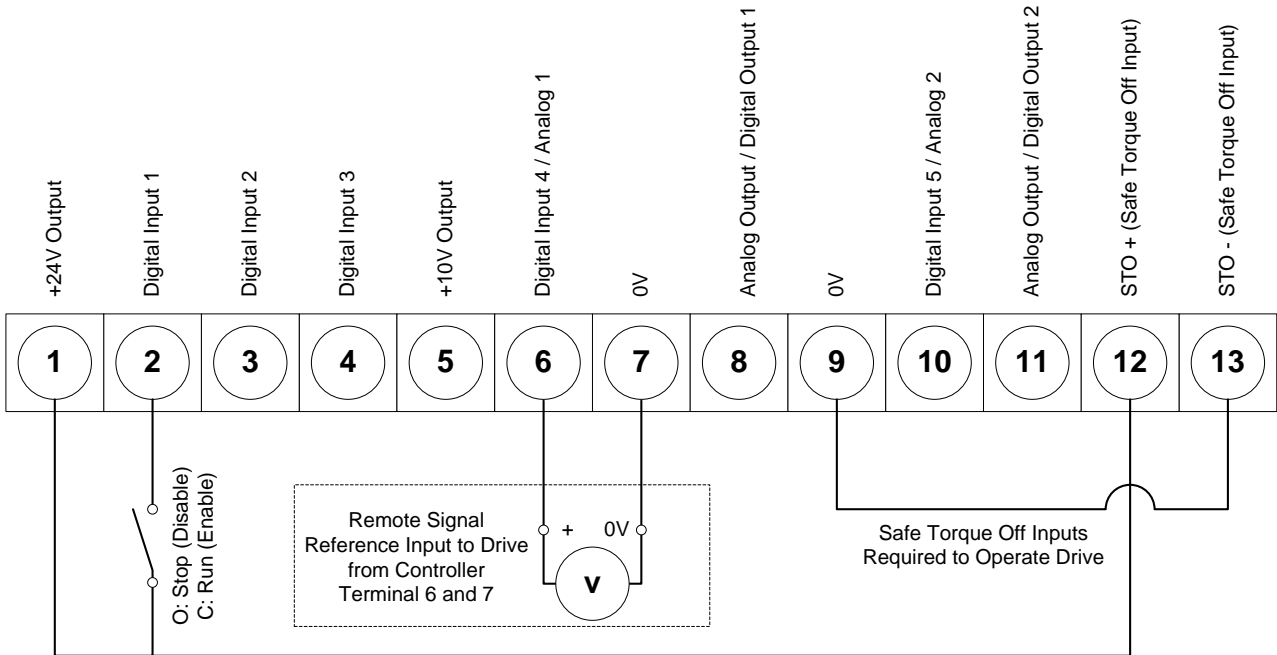 +24V Output
Digital Input 1
Digital Input 2
Digital Input 3
+10V Output
Digital Input 4 / Analog 1
0V
Analog Output / Digital Output 1
0V
Digital Input 5 / Analog 2
Analog Output / Digital Output 2
STO + (Safe Torque Off Input)
STO - (Safe Torque Off Input)
1 2 3 4 5 6 7 8 9 10 11 12 13
O: Stop (Disable)
C: Run (Enable)
Remote Signal
Reference Input to Drive
from Controller
Terminal 6 and 7
+ 0V
V
Safe Torque Off Inputs
Required to Operate Drive